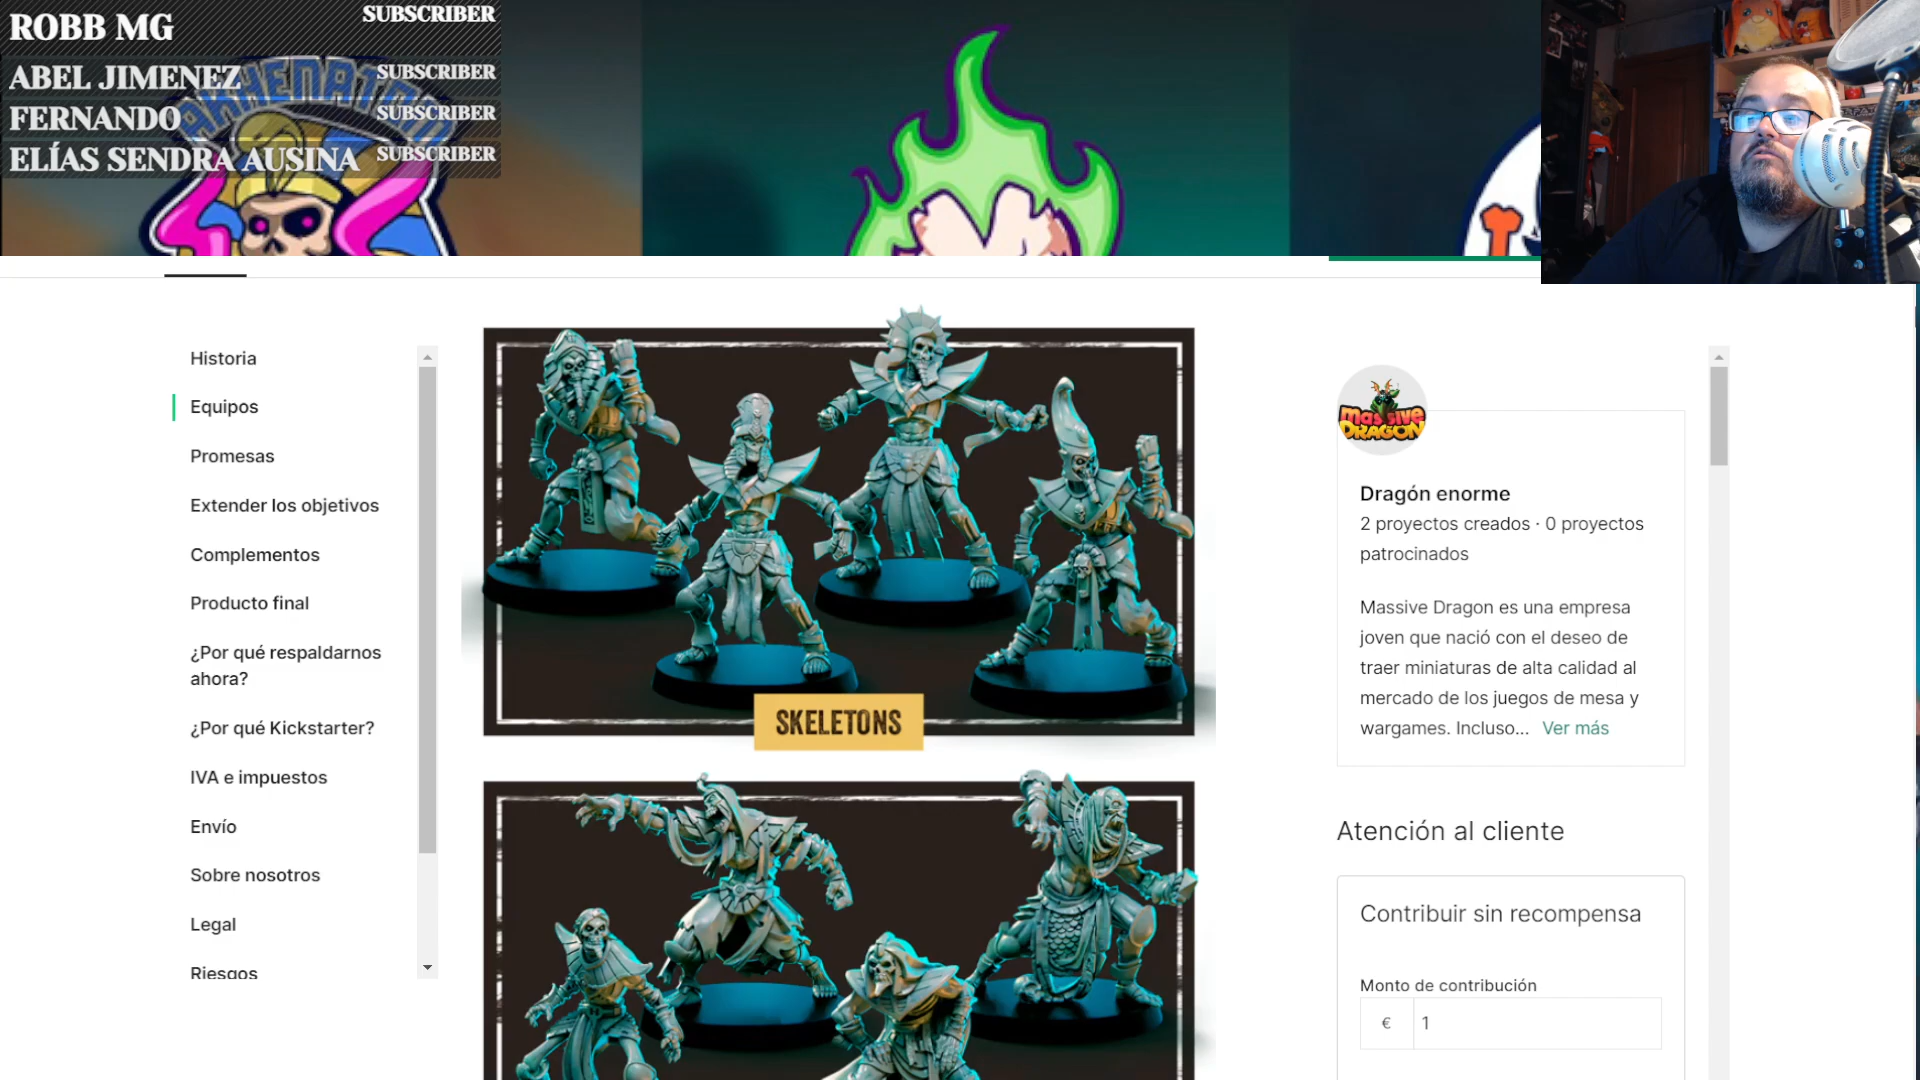 ROBB MG SUBSCRIBER
ABEL JIMENEZ SUBSCRIBER
FERNANDO SUBSCRIBER
ELÍAS SENDRA AUSINA SUBSCRIBER
Historia
Equipos
Promesas
Extender los objetivos
Complementos
Producto final
¿Por qué respaldarnos
ahora?
¿Por qué Kickstarter?
IVA e impuestos
Envío
Sobre nosotros
Legal
Riesgos
SKELETONS
MASSIVE
DRAGON
Dragón enorme
2 proyectos creados · 0 proyectos
patrocinados
Massive Dragon es una empresa
joven que nació con el deseo de
traer miniaturas de alta calidad al
mercado de los juegos de mesa y
wargames. Incluso... Ver más
Atención al cliente
Contribuir sin recompensa
Monto de contribución
€ 1